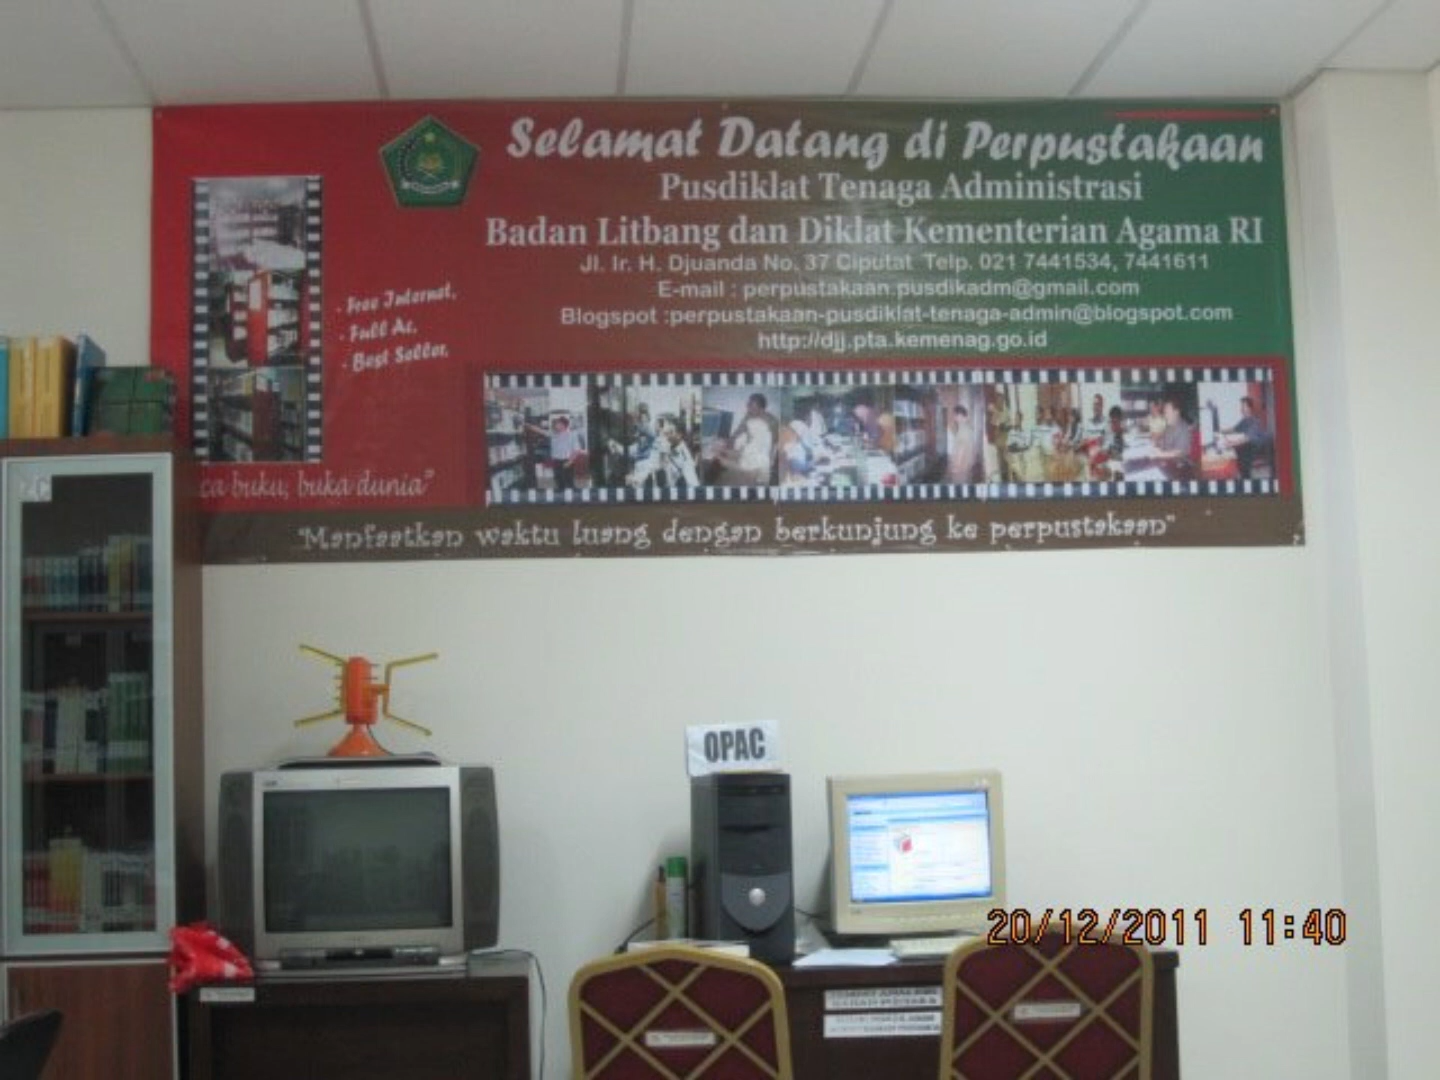 Selamat Datang di Perpustakaan
Pusdiklat Tenaga Administrasi
Badan Litbang dan Diklat Kementerian Agama RI
Jl. Ir. H. Djuanda No. 37 Ciputat Telp. 021 7441534, 7441611
E-mail : perpustakaan.pusdikadm@gmail.com
Blogspot :perpustakaan-pusdiklat-tenaga-admin@blogspot.com
http://djj.pta.kemenag.go.id
- Free Internet,
- Full Ac,
- Best Seller,
ca buku, buka dunia"
"Manfaatkan waktu luang dengan berkunjung ke perpustakaan"
OPAC
20/12/2011 11:40